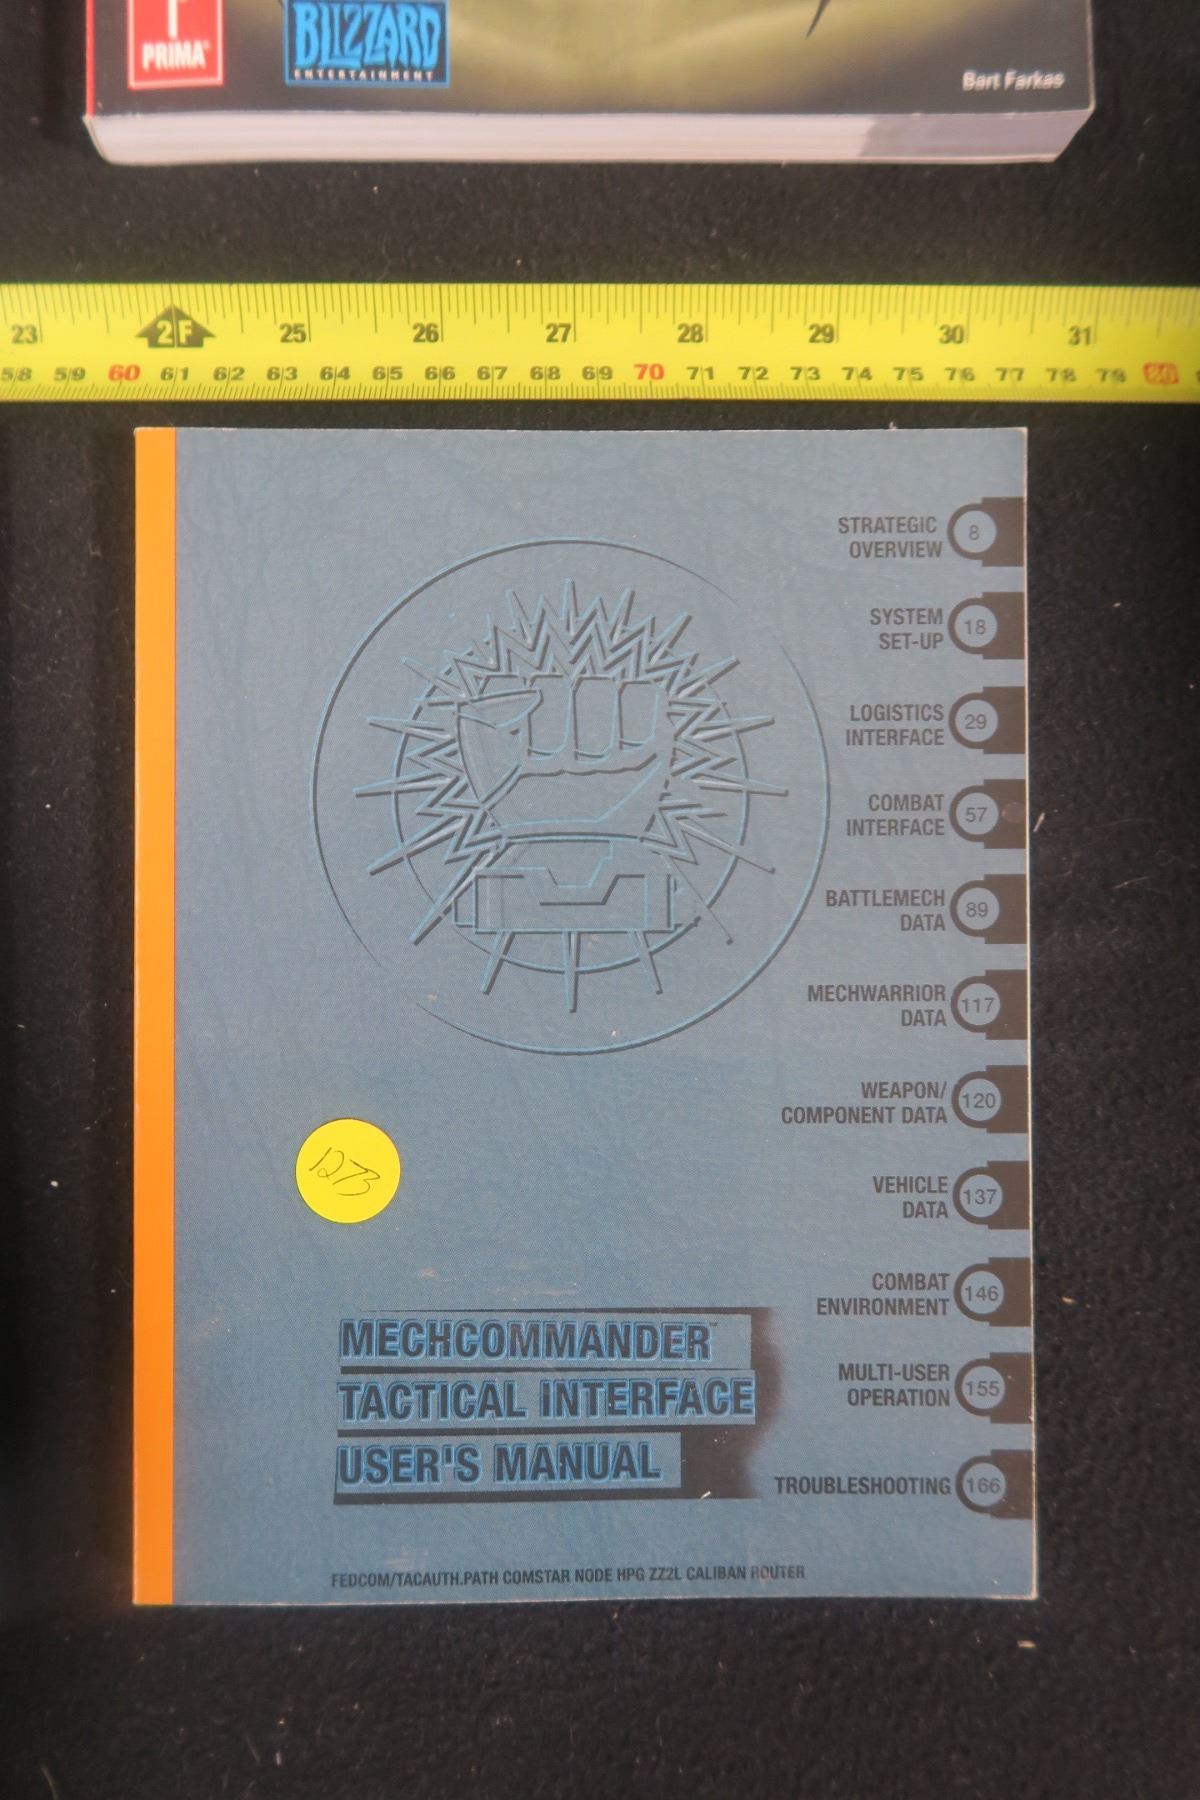 PRIMA®
BLIZZARD
ENTERTAINMENT
Bart Farkas
23 2F 25 26 27 28 29 30 31
58 59 60 61 62 63 64 65 66 67 68 69 70 71 72 73 74 75 76 77 78 79 80
STRATEGIC
OVERVIEW
8
SYSTEM
SET-UP
18
LOGISTICS
INTERFACE
29
COMBAT
INTERFACE
57
BATTLEMECH
DATA
89
MECHWARRIOR
DATA
117
WEAPON/
COMPONENT DATA
120
VEHICLE
DATA
137
COMBAT
ENVIRONMENT
146
MULTI-USER
OPERATION
155
TROUBLESHOOTING
166
1273
MECHCOMMANDER™
TACTICAL INTERFACE
USER'S MANUAL
FEDCOM/TACAUTH.PATH COMSTAR NODE HPG ZZ2L CALIBAN ROUTER